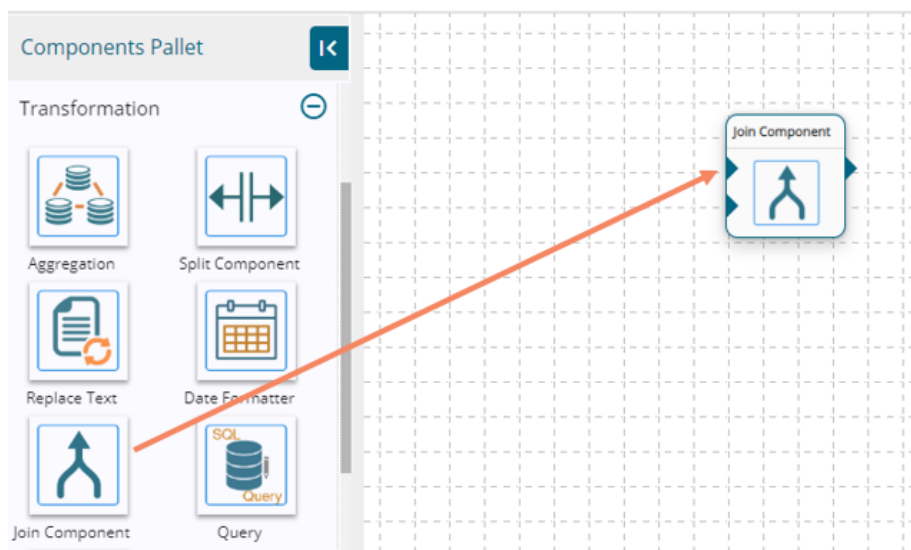 Components Pallet
Transformation
Join Component
Aggregation
Split Component
Replace Text
Date Formatter
SQL
Query
Join Component
Query